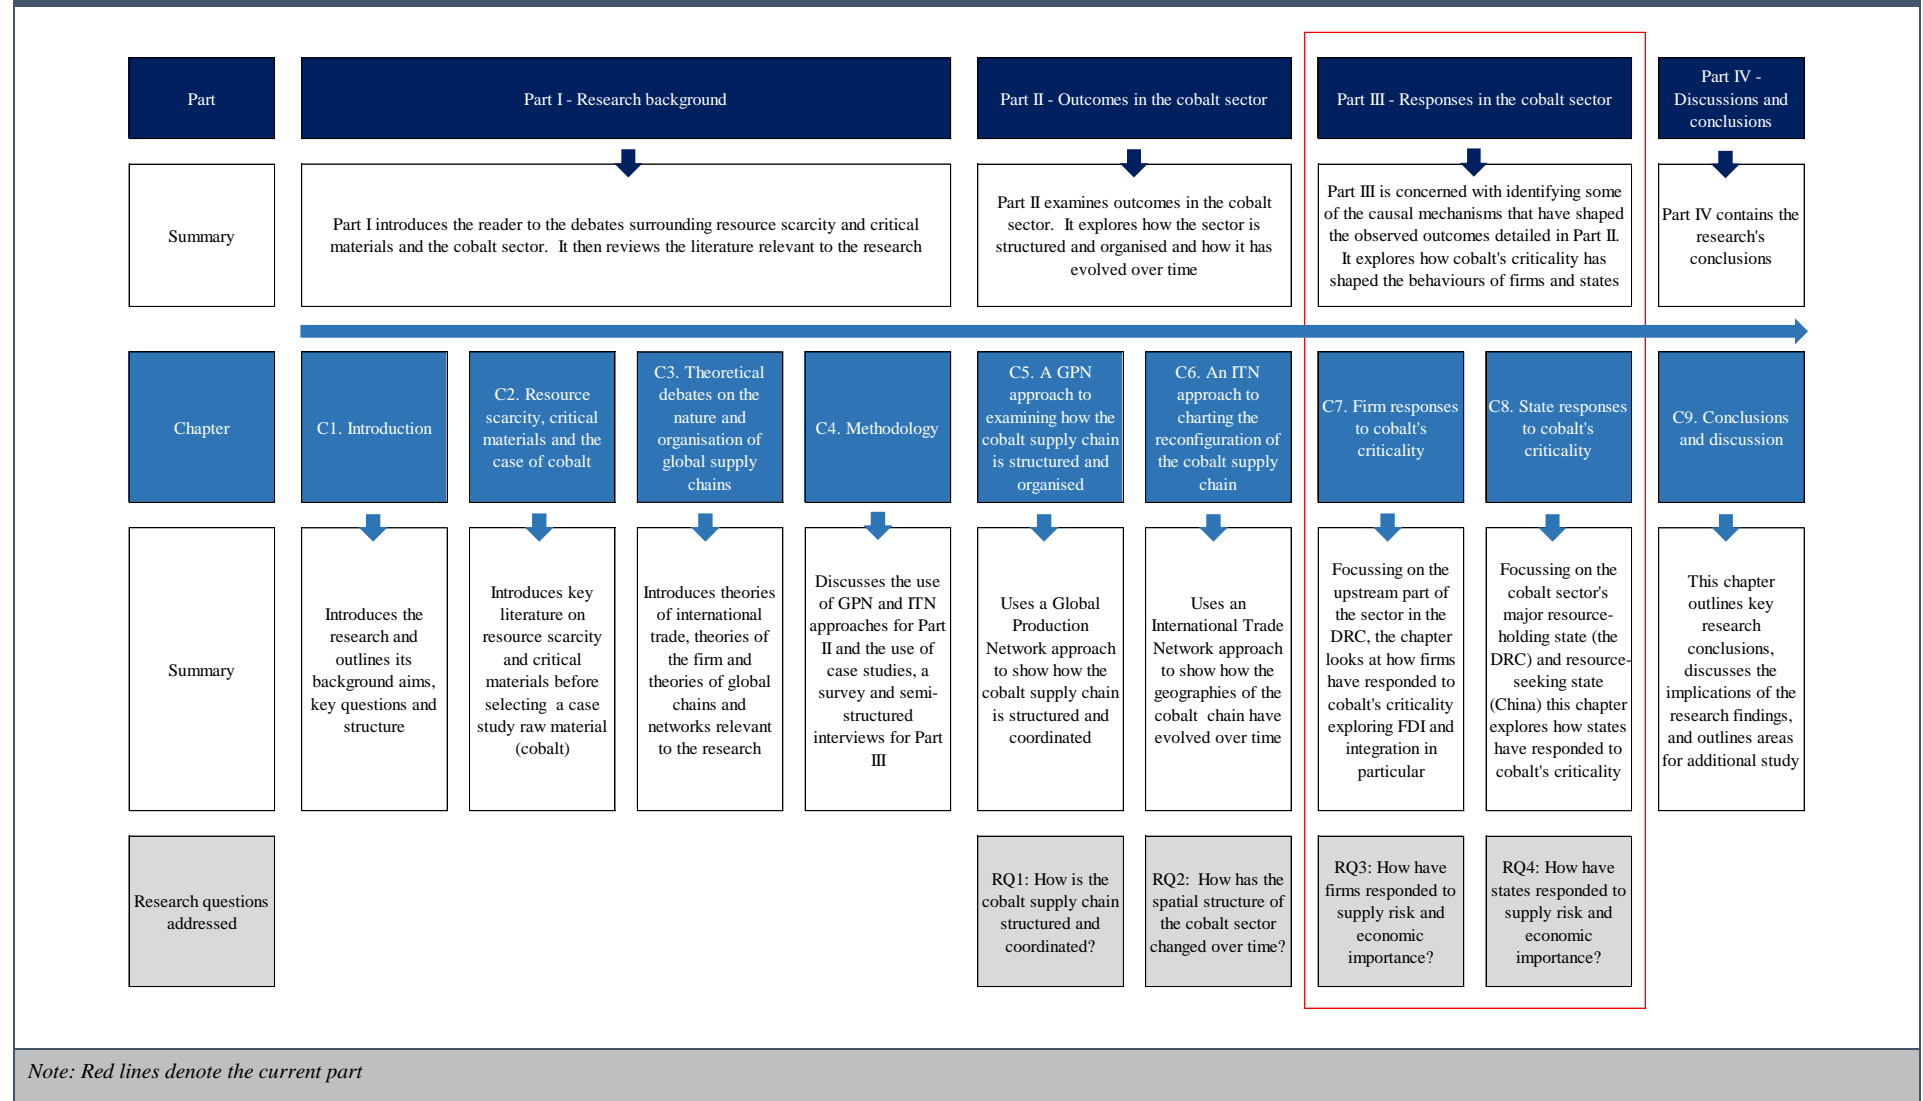 Part
Part I - Research background
Part II - Outcomes in the cobalt sector
Part III - Responses in the cobalt sector
Part IV -
Discussions and
conclusions
Summary
Part I introduces the reader to the debates surrounding resource scarcity and critical
materials and the cobalt sector.  It then reviews the literature relevant to the research
Part II examines outcomes in the cobalt
sector.  It explores how the sector is
structured and organised and how it has
evolved over time
Part III is concerned with identifying some
of the causal mechanisms that have shaped
the observed outcomes detailed in Part II.
It explores how cobalt's criticality has
shaped the behaviours of firms and states
Part IV contains the
research's
conclusions
Chapter
C1. Introduction
C2. Resource
scarcity, critical
materials and the
case of cobalt
C3. Theoretical
debates on the
nature and
organisation of
global supply
chains
C4. Methodology
C5. A GPN
approach to
examining how the
cobalt supply chain
is structured and
organised
C6. An ITN
approach to
charting the
reconfiguration of
the cobalt supply
chain
C7. Firm responses
to cobalt's
criticality
C8. State responses
to cobalt's
criticality
C9. Conclusions
and discussion
Summary
Introduces the
research and
outlines its
background aims,
key questions and
structure
Introduces key
literature on
resource scarcity
and critical
materials before
selecting  a case
study raw material
(cobalt)
Introduces theories
of international
trade, theories of
the firm and
theories of global
chains and
networks relevant
to the research
Discusses the use
of GPN and ITN
approaches for Part
II and the use of
case studies, a
survey and semi-
structured
interviews for Part
III
Uses a Global
Production
Network approach
to show how the
cobalt supply chain
is structured and
coordinated
Uses an
International Trade
Network approach
to show how the
geographies of the
cobalt  chain have
evolved over time
Focussing on the
upstream part of
the sector in the
DRC, the chapter
looks at how firms
have responded to
cobalt's criticality
exploring FDI and
integration in
particular
Focussing on the
cobalt sector's
major resource-
holding state (the
DRC) and resource-
seeking state
(China) this chapter
explores how states
have responded to
cobalt's criticality
This chapter
outlines key
research
conclusions,
discusses the
implications of the
research findings,
and outlines areas
for additional study
Research questions
addressed
RQ1: How is the
cobalt supply chain
structured and
coordinated?
RQ2:  How has the
spatial structure of
the cobalt sector
changed over time?
RQ3: How have
firms responded to
supply risk and
economic
importance?
RQ4: How have
states responded to
supply risk and
economic
importance?
Note: Red lines denote the current part